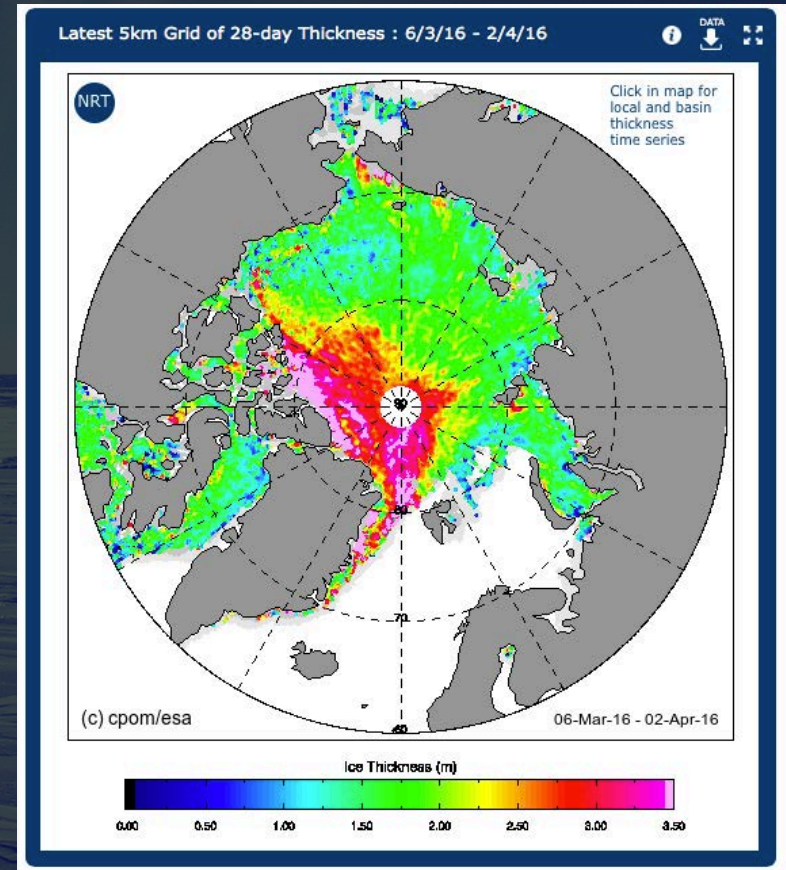 Latest 5km Grid of 28-day Thickness : 6/3/16 - 2/4/16
i
DATA
NRT
Click in map for
local and basin
thickness
time series
90
80
70
60
(c) cpom/esa
06-Mar-16 - 02-Apr-16
Ice Thickness (m)
0.00 0.50 1.00 1.50 2.00 2.50 3.00 3.50